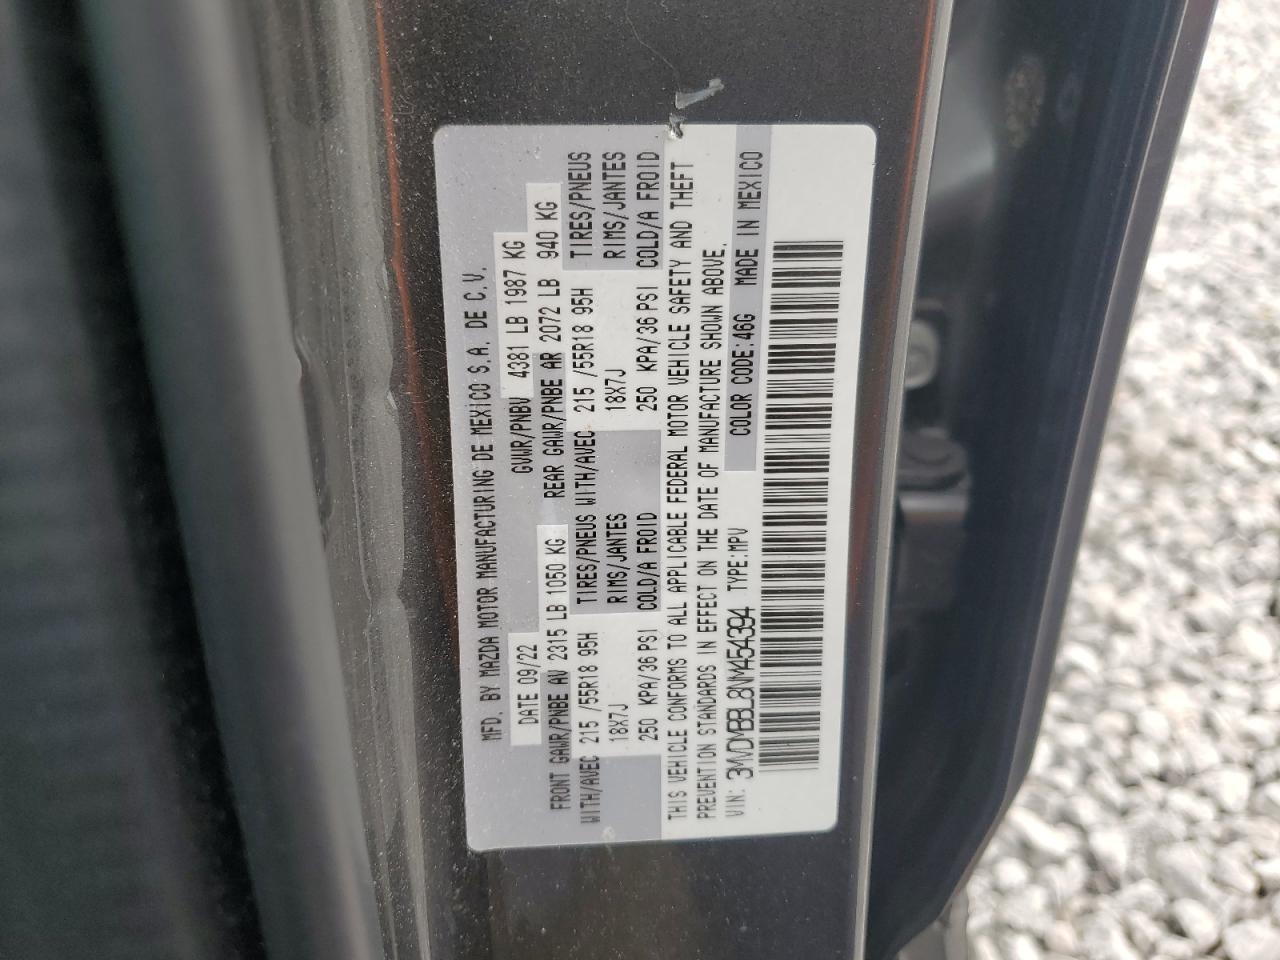 MFD. BY MAZDA MOTOR MANUFACTURING DE MEXICO S.A. DE C.V.
DATE 09/22 GVWR/PNBV 4381 LB 1987 KG
FRONT GAWR/PNBE AV 2315 LB 1050 KG REAR GAWR/PNBE AR 2072 LB 940 KG
WITH/AVEC 215 /55R18 95H TIRES/PNEUS WITH/AVEC 215 /55R18 95H TIRES/PNEUS
18X7J RIMS/JANTES 18X7J RIMS/JANTES
250 KPA/36 PSI COLD/A FROID 250 KPA/36 PSI COLD/A FROID
THIS VEHICLE CONFORMS TO ALL APPLICABLE FEDERAL MOTOR VEHICLE SAFETY AND THEFT
PREVENTION STANDARDS IN EFFECT ON THE DATE OF MANUFACTURE SHOWN ABOVE.
VIN: 3MVDMBBL8NM454394 TYPE:MPV COLOR CODE:46G MADE IN MEXICO